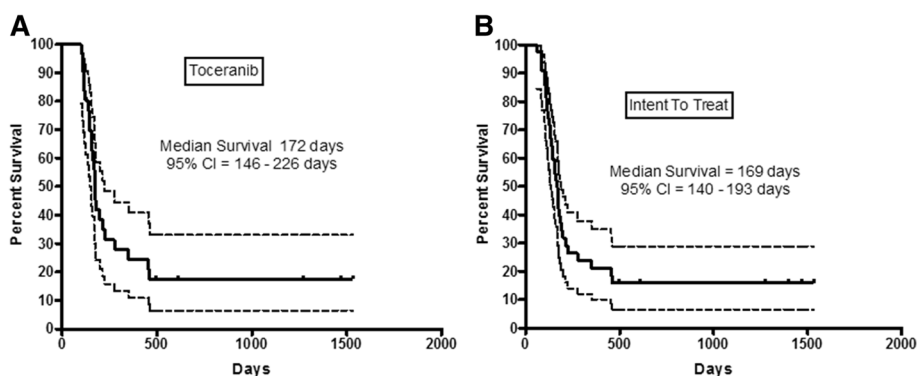 A
100
90
80
70
60
50
40
30
20
10
0
Percent Survival
Toceranib
Median Survival 172 days
95% CI = 146 - 226 days
0
500
1000
1500
2000
Days
B
100
90
80
70
60
50
40
30
20
10
0
Percent Survival
Intent To Treat
Median Survival = 169 days
95% CI = 140 - 193 days
0
500
1000
1500
2000
Days